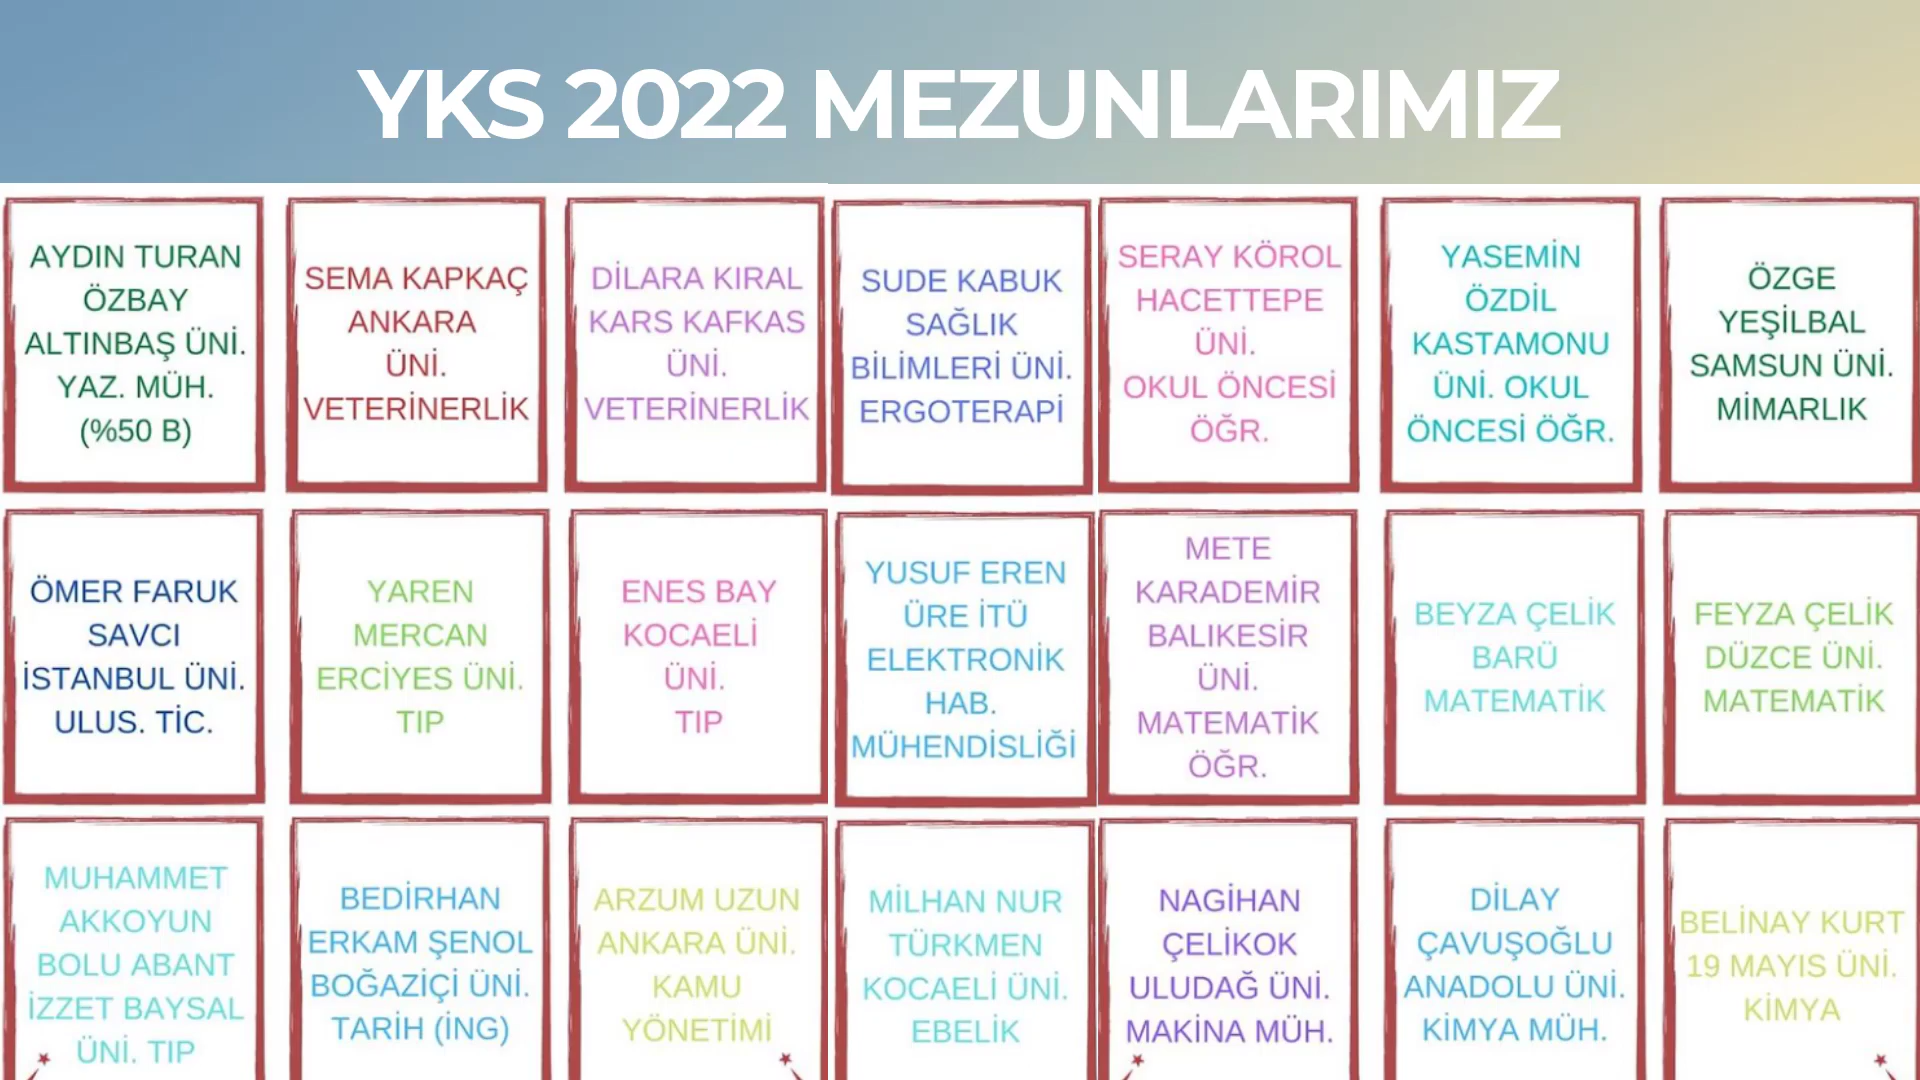 YKS 2022 MEZUNLARIMIZ
AYDIN TURAN
ÖZBAY
ALTINBAŞ ÜNİ.
YAZ. MÜH.
(%50 B)
SEMA KAPKAÇ
ANKARA
ÜNİ.
VETERİNERLİK
DİLARA KIRAL
KARS KAFKAS
ÜNİ.
VETERİNERLİK
SUDE KABUK
SAĞLIK
BİLİMLERİ ÜNİ.
ERGOTERAPİ
SERAY KÖROL
HACETTEPE
ÜNİ.
OKUL ÖNCESİ
ÖĞR.
YASEMİN
ÖZDİL
KASTAMONU
ÜNİ. OKUL
ÖNCESİ ÖĞR.
ÖZGE
YEŞİLBAL
SAMSUN ÜNİ.
MİMARLIK
ÖMER FARUK
SAVCI
İSTANBUL ÜNİ.
ULUS. TİC.
YAREN
MERCAN
ERCİYES ÜNİ.
TIP
ENES BAY
KOCAELİ
ÜNİ.
TIP
YUSUF EREN
ÜRE İTÜ
ELEKTRONİK
HAB.
MÜHENDİSLİĞİ
METE
KARADEMİR
BALIKESİR
ÜNİ.
MATEMATİK
ÖĞR.
BEYZA ÇELİK
BARÜ
MATEMATİK
FEYZA ÇELİK
DÜZCE ÜNİ.
MATEMATİK
MUHAMMET
AKKOYUN
BOLU ABANT
İZZET BAYSAL
ÜNİ. TIP
BEDİRHAN
ERKAM ŞENOL
BOĞAZİÇİ ÜNİ.
TARİH (İNG)
ARZUM UZUN
ANKARA ÜNİ.
KAMU
YÖNETİMİ
MİLHAN NUR
TÜRKMEN
KOCAELİ ÜNİ.
EBELİK
NAGİHAN
ÇELİKOK
ULUDAĞ ÜNİ.
MAKİNA MÜH.
DİLAY
ÇAVUŞOĞLU
ANADOLU ÜNİ.
KİMYA MÜH.
BELİNAY KURT
19 MAYIS ÜNİ.
KİMYA